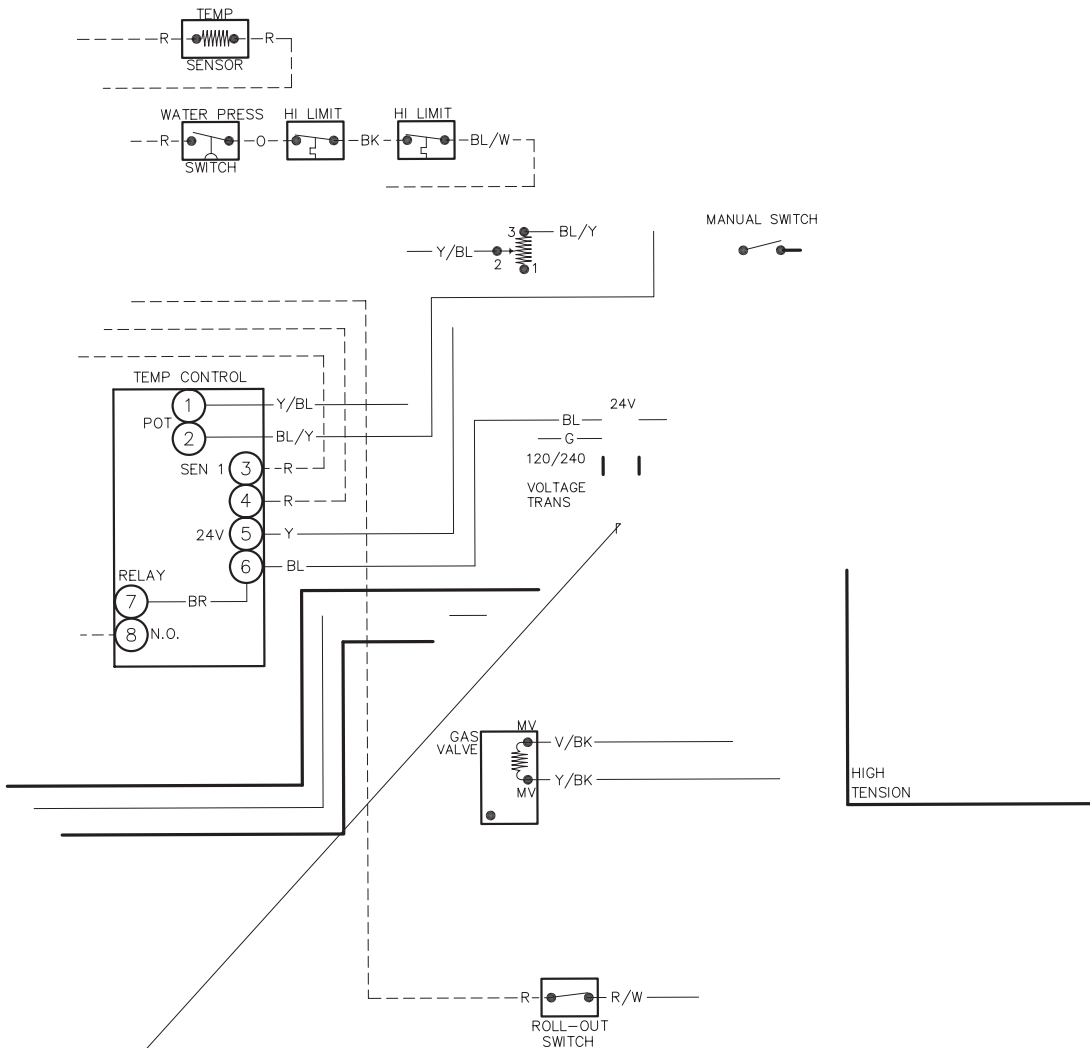 TEMP
R R
SENSOR
WATER PRESS HI LIMIT HI LIMIT
R O BK BL/W
SWITCH
MANUAL SWITCH
3 BL/Y
Y/BL
2 1
TEMP CONTROL
1 Y/BL
POT
2 BL/Y
SEN 1 3 R
4 R
24V 5 Y
6 BL
RELAY
7 BR
8 N.O.
24V
BL
G
120/240
VOLTAGE
TRANS
GAS
VALVE
MV
V/BK
Y/BK
MV
HIGH
TENSION
R R/W
ROLL-OUT
SWITCH